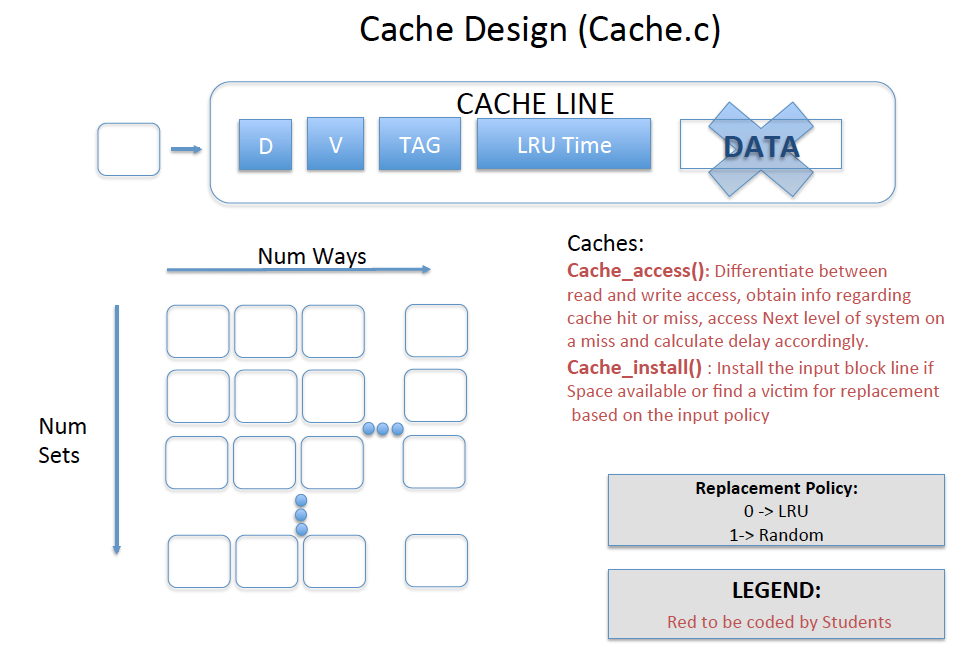 Cache Design (Cache.c)
CACHE LINE
D
V
TAG
LRU Time
DATA
Num Ways
Num
Sets
Caches:
Cache_access(): Differentiate between
read and write access, obtain info regarding
cache hit or miss, access Next level of system on
a miss and calculate delay accordingly.
Cache_install() : Install the input block line if
Space available or find a victim for replacement
based on the input policy
Replacement Policy:
0 -> LRU
1-> Random
LEGEND:
Red to be coded by Students